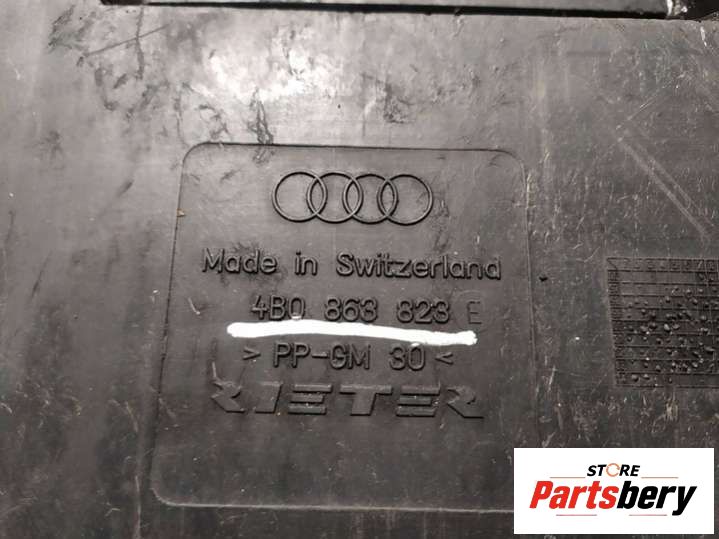 Made in Switzerland
4B0 863 823 E
> PP-GM 30 <
RIETER
STORE
Partsbery